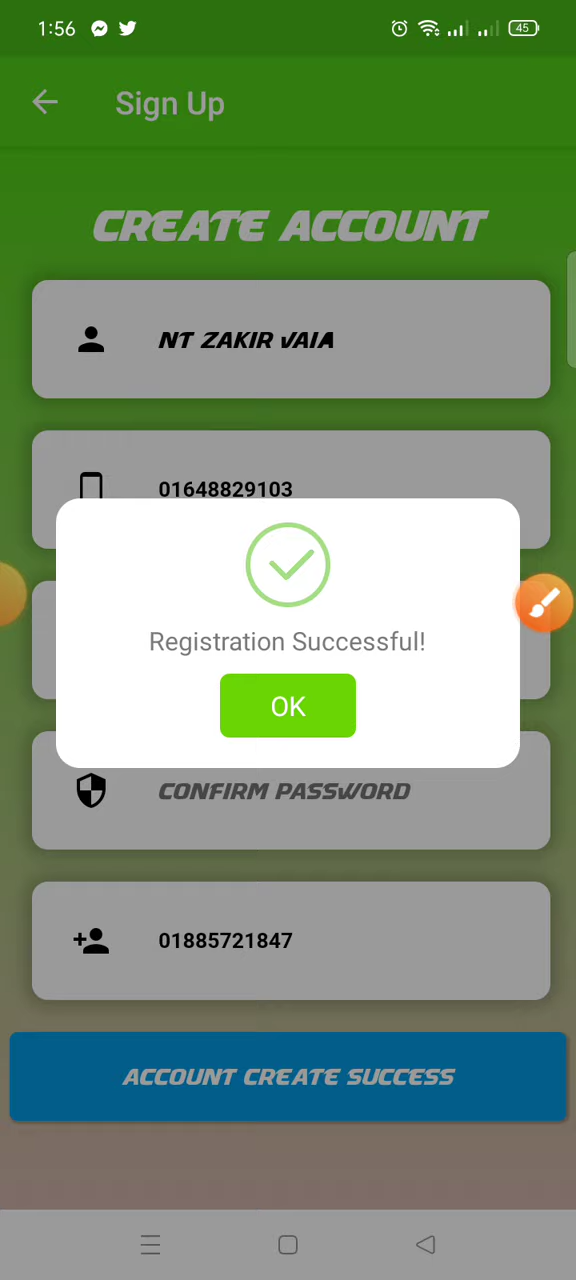 1:56
45
Sign Up
CREATE ACCOUNT
NT ZAKIR VAIA
01648829103
Registration Successful!
OK
CONFIRM PASSWORD
01885721847
ACCOUNT CREATE SUCCESS